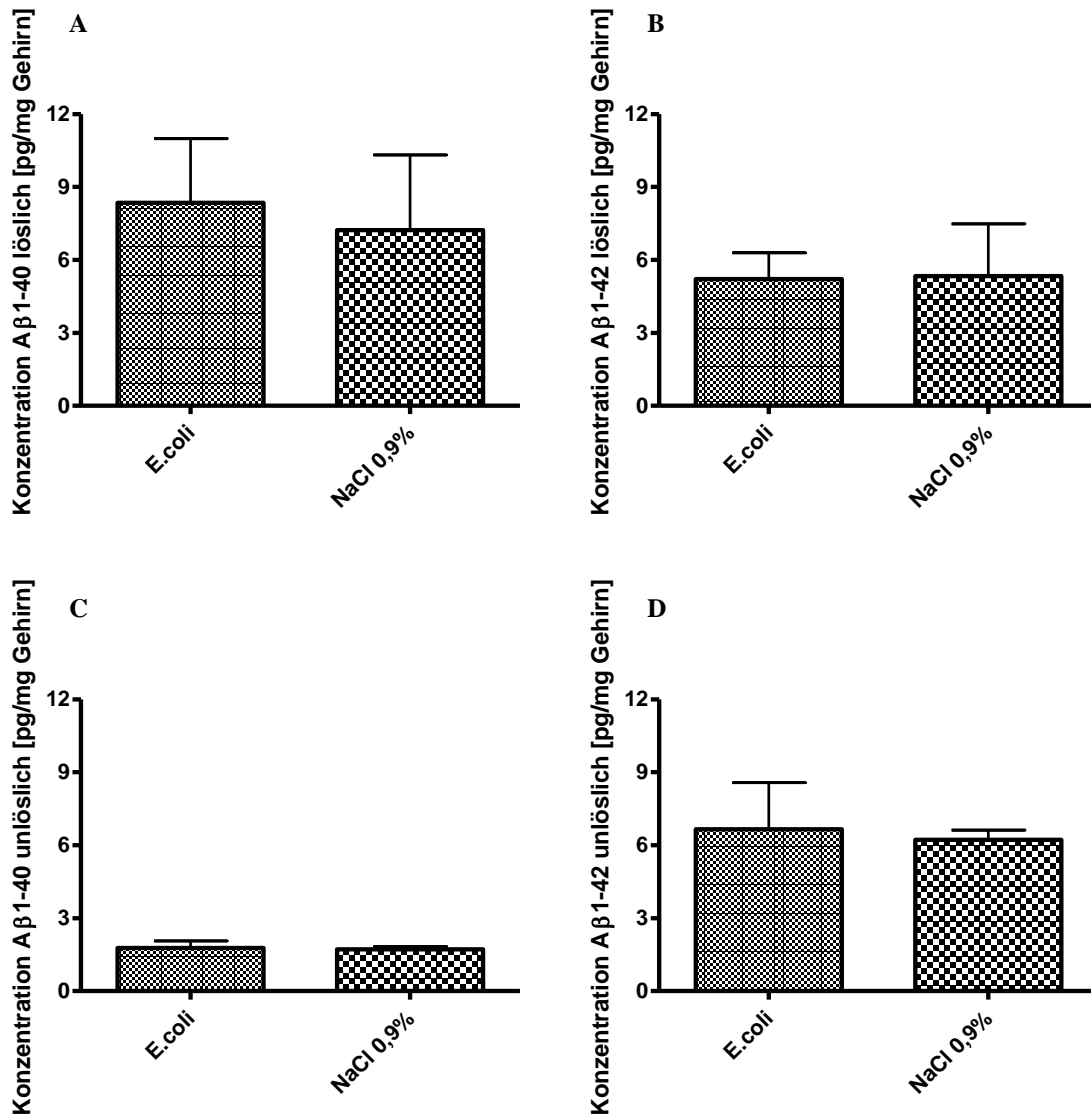 A
Konzentration Aβ1-40 löslich [pg/mg Gehirn]
12
9
6
3
0
E.coli
NaCl 0,9%
B
Konzentration Aβ1-42 löslich [pg/mg Gehirn]
12
9
6
3
0
E.coli
NaCl 0,9%
C
Konzentration Aβ1-40 unlöslich [pg/mg Gehirn]
12
9
6
3
0
E.coli
NaCl 0,9%
D
Konzentration Aβ1-42 unlöslich [pg/mg Gehirn]
12
9
6
3
0
E.coli
NaCl 0,9%